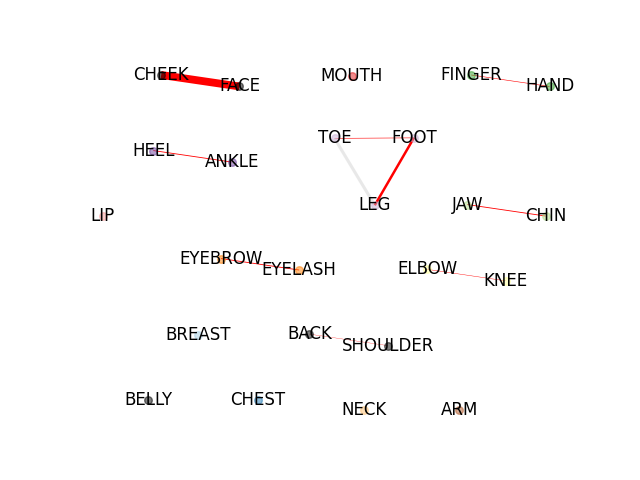 CHEEK
FACE
MOUTH
FINGER
HAND
HEEL
ANKLE
TOE
FOOT
LEG
LIP
JAW
CHIN
EYEBROW
EYELASH
ELBOW
KNEE
BREAST
BACK
SHOULDER
BELLY
CHEST
NECK
ARM